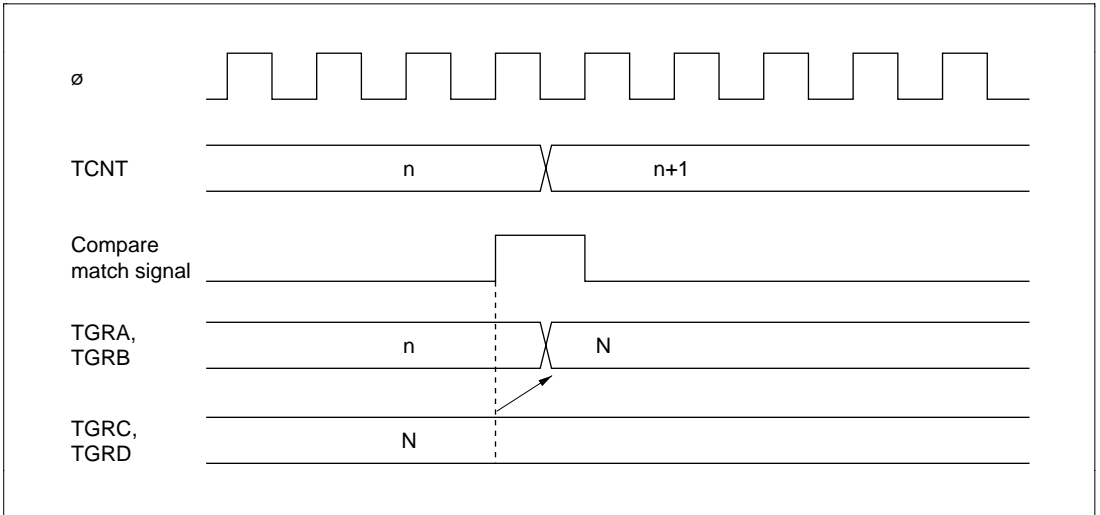 ø
TCNT
n
n+1
Compare
match signal
TGRA,
TGRB
n
N
TGRC,
TGRD
N